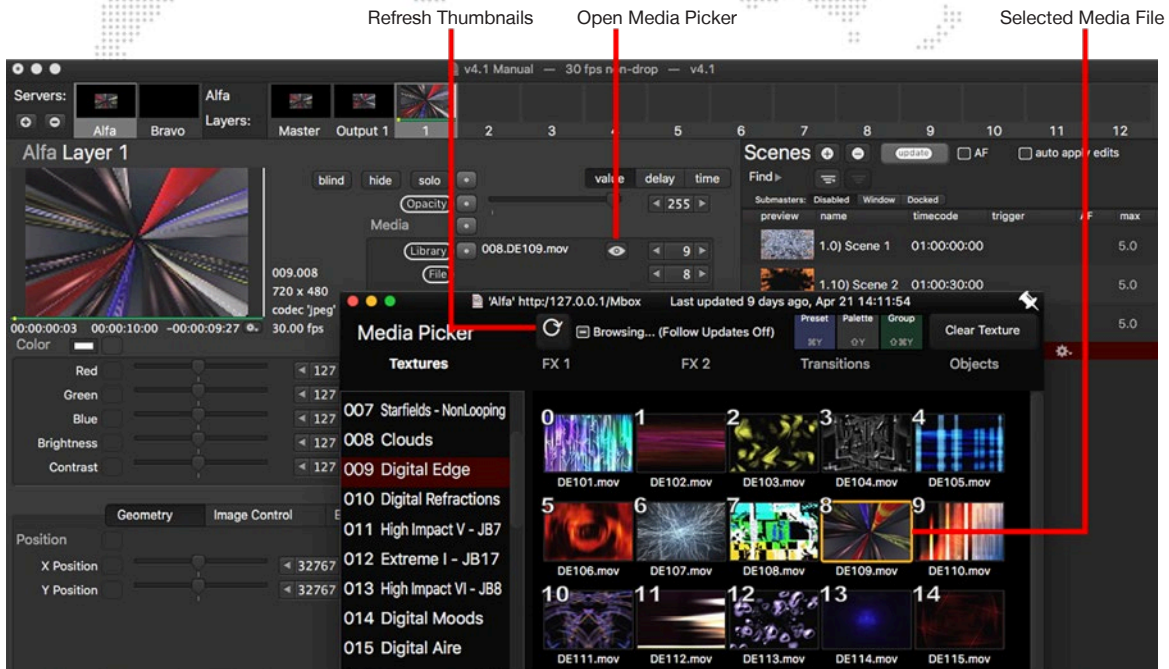 Refresh Thumbnails Open Media Picker Selected Media File
v4.1 Manual — 30 fps non-drop — v4.1
Servers: Alfa Layers:
Alfa Bravo Master Output 1 1 2 3 4 5 6 7 8 9 10 11 12
Alfa Layer 1
blind hide solo value delay time
Opacity 255
Media
Library 008.DE109.mov 9
File 8
009.008
720 x 480
codec 'jpeg'
00:00:00:03 00:00:10:00 -00:00:09:27 30.00 fps
Color
Red 127
Green 127
Blue 127
Brightness 127
Contrast 127
Geometry Image Control
Position
X Position 32767
Y Position 32767
Scenes update AF auto apply edits
Find
Submasters: Disabled Window Docked
preview name timecode trigger AF max
1.0) Scene 1 01:00:00:00 5.0
1.10) Scene 2 01:00:30:00 5.0
5.0
'Alfa' http:/127.0.0.1/Mbox Last updated 9 days ago, Apr 21 14:11:54
Media Picker Browsing... (Follow Updates Off) Preset Palette Group Clear Texture
⌘Y ⇧Y ⇧⌘Y
Textures FX 1 FX 2 Transitions Objects
007 Starfields - NonLooping
008 Clouds
009 Digital Edge
010 Digital Refractions
011 High Impact V - JB7
012 Extreme I - JB17
013 High Impact VI - JB8
014 Digital Moods
015 Digital Aire
0 1 2 3 4
DE101.mov DE102.mov DE103.mov DE104.mov DE105.mov
5 6 7 8 9
DE106.mov DE107.mov DE108.mov DE109.mov DE110.mov
10 11 12 13 14
DE111.mov DE112.mov DE113.mov DE114.mov DE115.mov